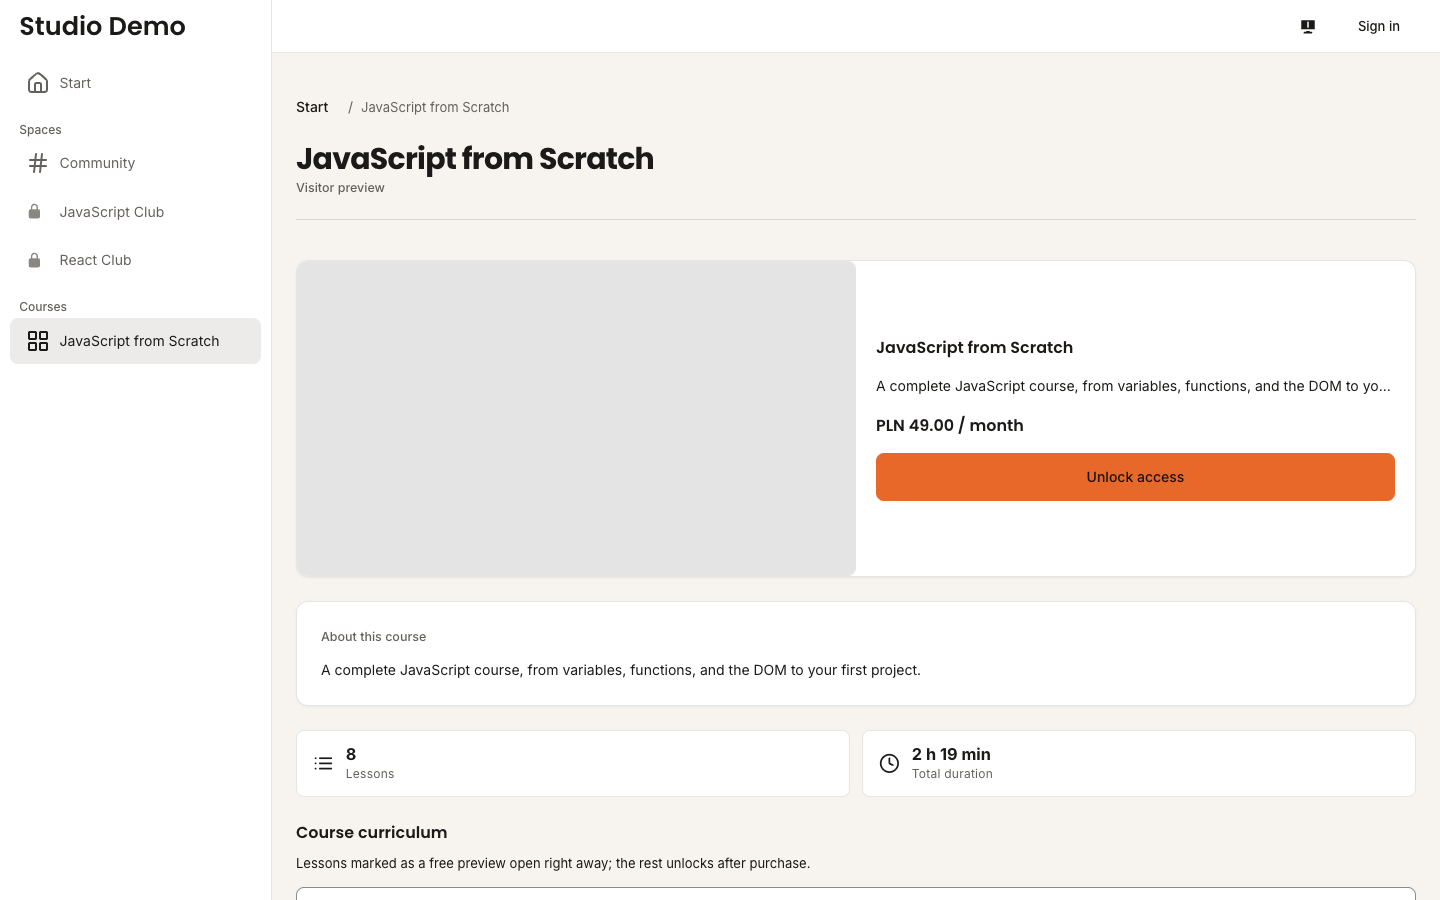 Studio Demo
Sign in
Start
Spaces
Community
JavaScript Club
React Club
Courses
JavaScript from Scratch
Start / JavaScript from Scratch
JavaScript from Scratch
Visitor preview
JavaScript from Scratch
A complete JavaScript course, from variables, functions, and the DOM to yo...
PLN 49.00 / month
Unlock access
About this course
A complete JavaScript course, from variables, functions, and the DOM to your first project.
8
Lessons
2 h 19 min
Total duration
Course curriculum
Lessons marked as a free preview open right away; the rest unlocks after purchase.